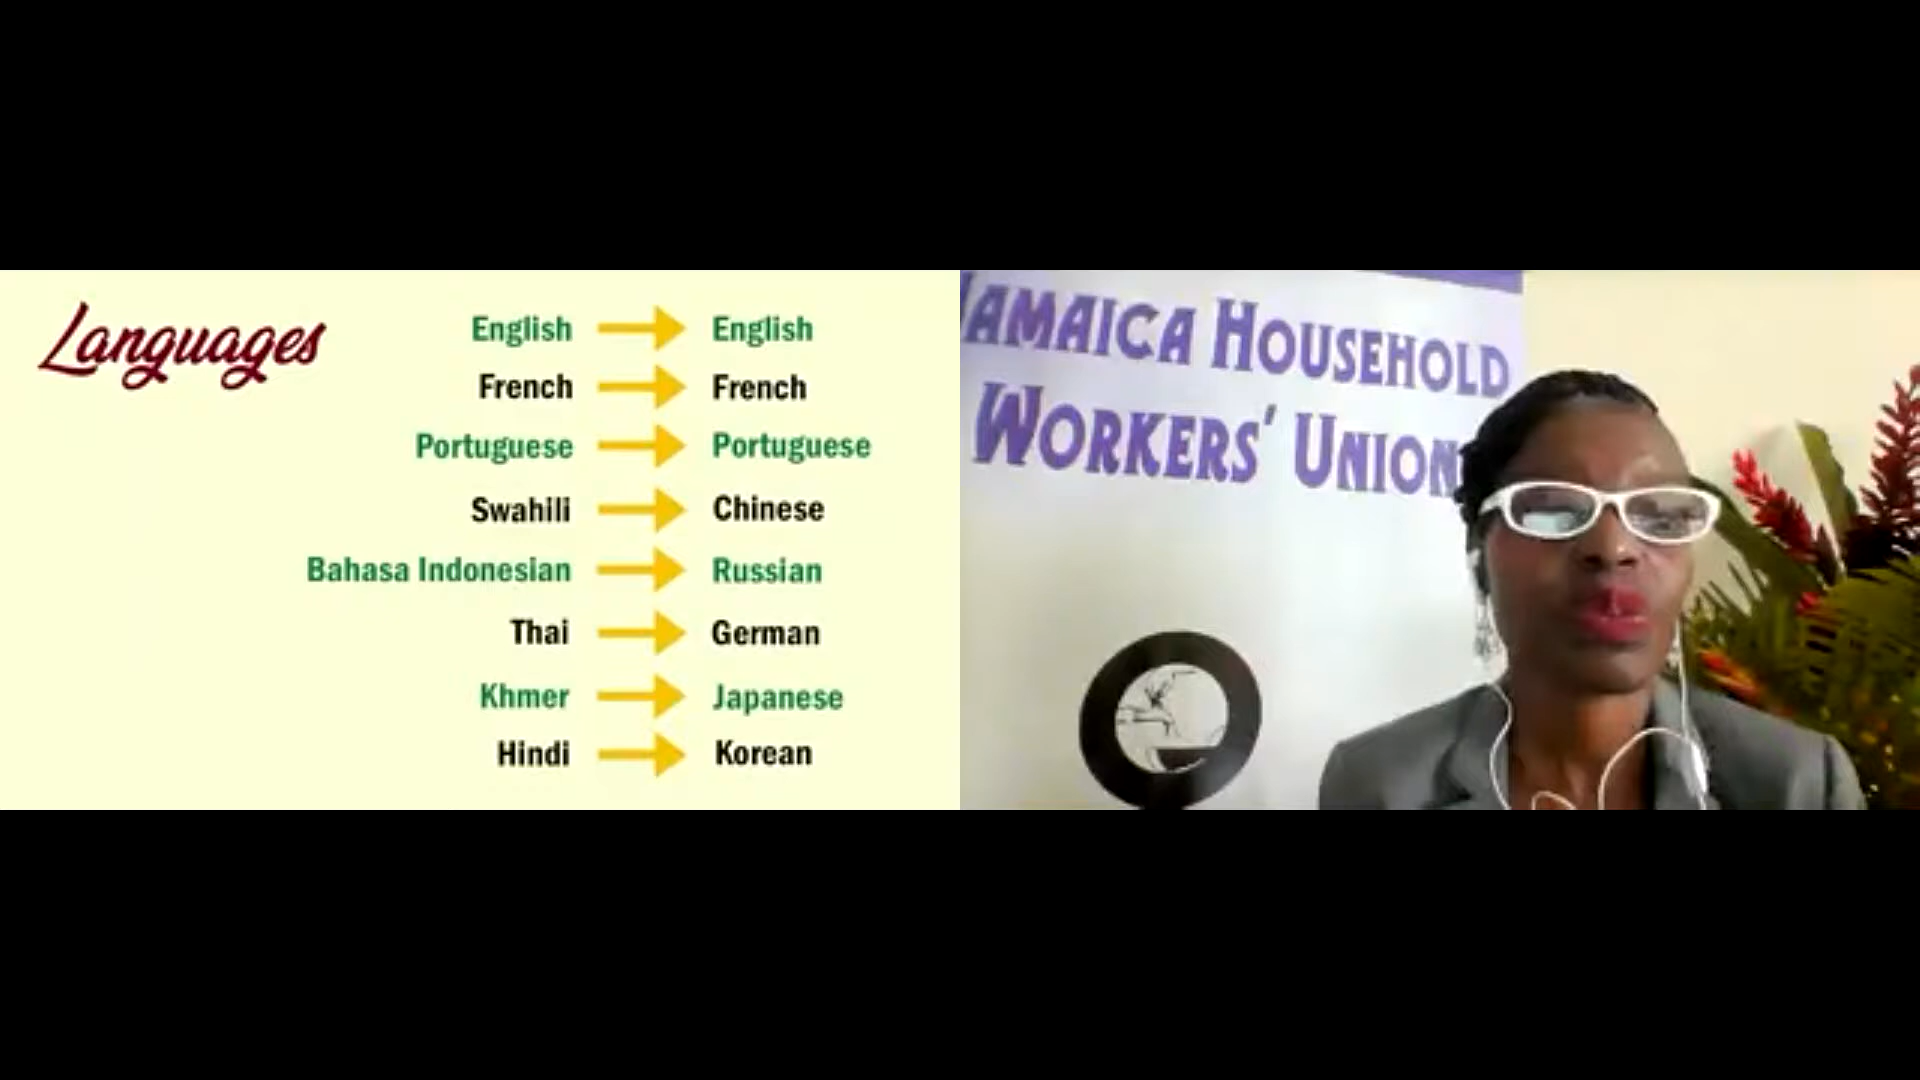 Languages
English → English
French → French
Portuguese → Portuguese
Swahili → Chinese
Bahasa Indonesian → Russian
Thai → German
Khmer → Japanese
Hindi → Korean
JAMAICA HOUSEHOLD
WORKERS' UNION